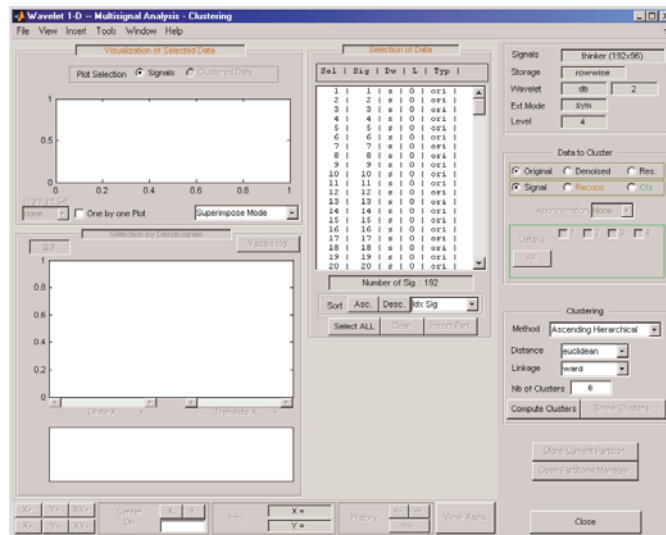 Wavelet 1-D -- Multisignal Analysis - Clustering
File View Insert Tools Window Help
Visualization of Selected Data
Plot Selection Signals Clustered Data
1
0.5
0
0 0.2 0.4 0.6 0.8 1
Highlight Sel
none One by one Plot Superimpose Mode
Selection by Dendrogram
0.7
1
0.8
0.6
0.4
0.2
0
- Dilate X + - Translate X +
Selection of Data
Sel | Sig | Dw | L | Typ |
1 | 1 | s | 0 | ori |
2 | 2 | s | 0 | ori |
3 | 3 | s | 0 | ori |
4 | 4 | s | 0 | ori |
5 | 5 | s | 0 | ori |
6 | 6 | s | 0 | ori |
7 | 7 | s | 0 | ori |
8 | 8 | s | 0 | ori |
9 | 9 | s | 0 | ori |
10 | 10 | s | 0 | ori |
11 | 11 | s | 0 | ori |
12 | 12 | s | 0 | ori |
13 | 13 | s | 0 | ori |
14 | 14 | s | 0 | ori |
15 | 15 | s | 0 | ori |
16 | 16 | s | 0 | ori |
17 | 17 | s | 0 | ori |
18 | 18 | s | 0 | ori |
19 | 19 | s | 0 | ori |
20 | 20 | s | 0 | ori |
Number of Sig. : 192
Sort Asc. Desc. Idx Sig
Select ALL Clear Import Part
Signals thinker (192x96)
Storage rowwise
Wavelet db 2
Ext.Mode sym
Level 4
Data to Cluster
Original Denoised Res.
Signal Recons. Cfs
Approximation None
Details 1 2 3 4
All
Clustering
Method Ascending Hierarchical
Distance euclidean
Linkage ward
Nb of Clusters 6
Compute Clusters Show Clusters
Store Current Partition
Open Partitions Manager
Close
X+ Y+ XY+
X- Y- XY-
Center On X Y
Info X =
Y =
History
View Axes